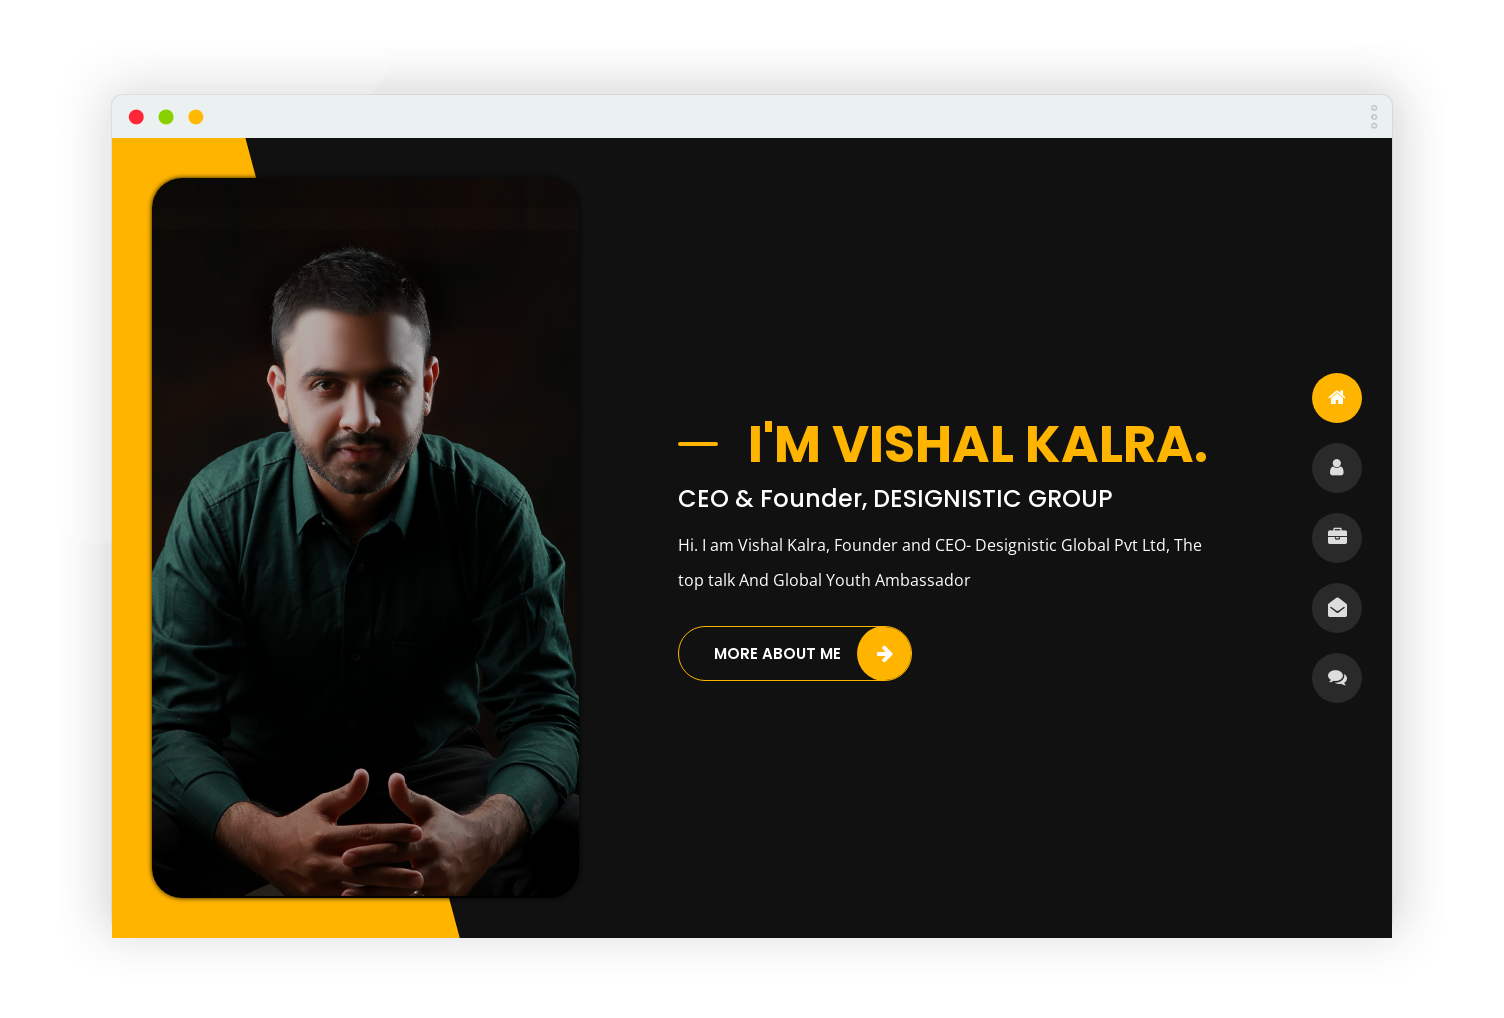 I'M VISHAL KALRA.
CEO & Founder, DESIGNISTIC GROUP
Hi. I am Vishal Kalra, Founder and CEO- Designistic Global Pvt Ltd, The
top talk And Global Youth Ambassador
MORE ABOUT ME